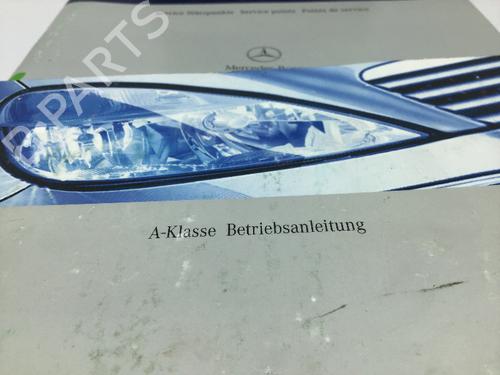 Service points Points de service
Mercedes-Benz
B-PARTS
A-Klasse Betriebsanleitung